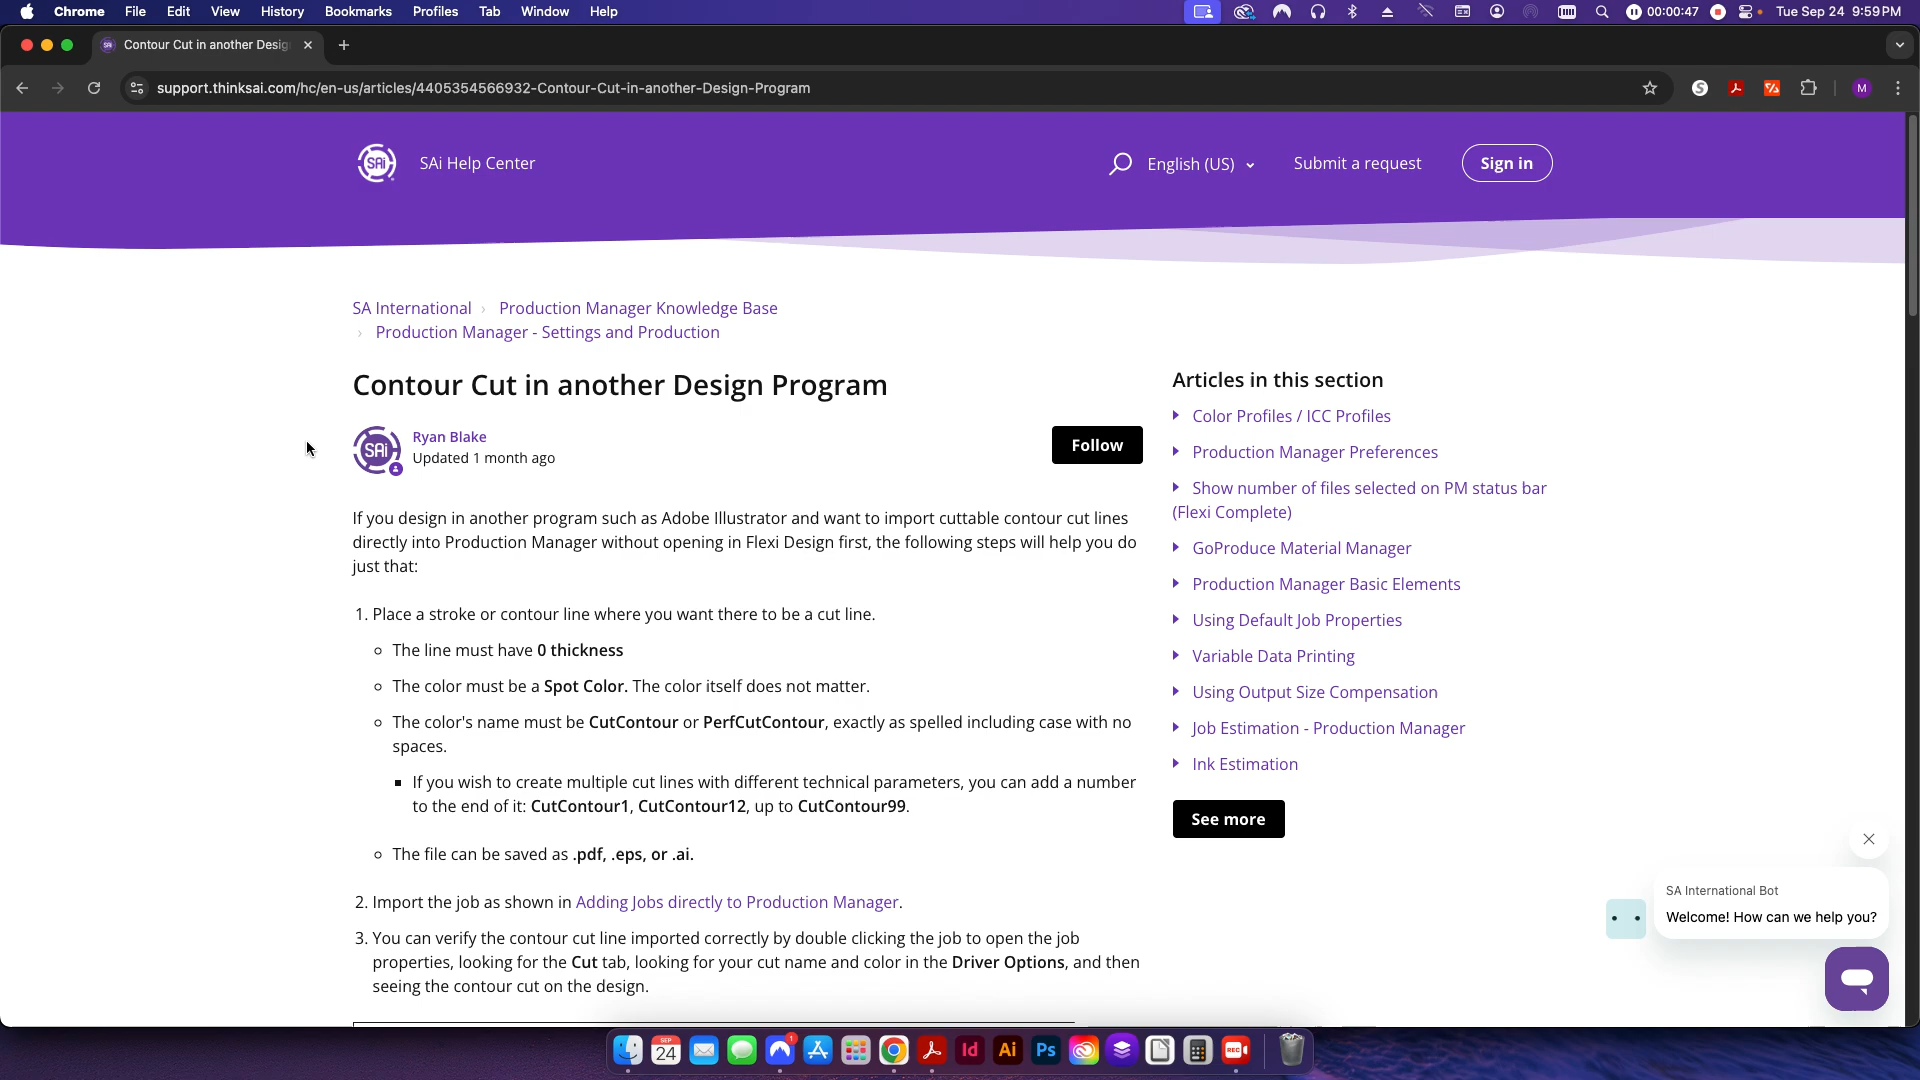 Chrome File Edit View History Bookmarks Profiles Tab Window Help 00:00:47 Tue Sep 24 9:59 PM
Contour Cut in another Desig
support.thinksai.com/hc/en-us/articles/4405354566932-Contour-Cut-in-another-Design-Program
M
SAi SAi Help Center English (US) Submit a request Sign in
SA International › Production Manager Knowledge Base
› Production Manager - Settings and Production
Contour Cut in another Design Program
SAi
Ryan Blake
Updated 1 month ago
Follow
If you design in another program such as Adobe Illustrator and want to import cuttable contour cut lines
directly into Production Manager without opening in Flexi Design first, the following steps will help you do
just that:
1. Place a stroke or contour line where you want there to be a cut line.
The line must have 0 thickness
The color must be a Spot Color. The color itself does not matter.
The color's name must be CutContour or PerfCutContour, exactly as spelled including case with no
spaces.
If you wish to create multiple cut lines with different technical parameters, you can add a number
to the end of it: CutContour1, CutContour12, up to CutContour99.
The file can be saved as .pdf, .eps, or .ai.
2. Import the job as shown in Adding Jobs directly to Production Manager.
3. You can verify the contour cut line imported correctly by double clicking the job to open the job
properties, looking for the Cut tab, looking for your cut name and color in the Driver Options, and then
seeing the contour cut on the design.
Articles in this section
Color Profiles / ICC Profiles
Production Manager Preferences
Show number of files selected on PM status bar
(Flexi Complete)
GoProduce Material Manager
Production Manager Basic Elements
Using Default Job Properties
Variable Data Printing
Using Output Size Compensation
Job Estimation - Production Manager
Ink Estimation
See more
SA International Bot
Welcome! How can we help you?
SEP
24
1
Id Ai Ps REC